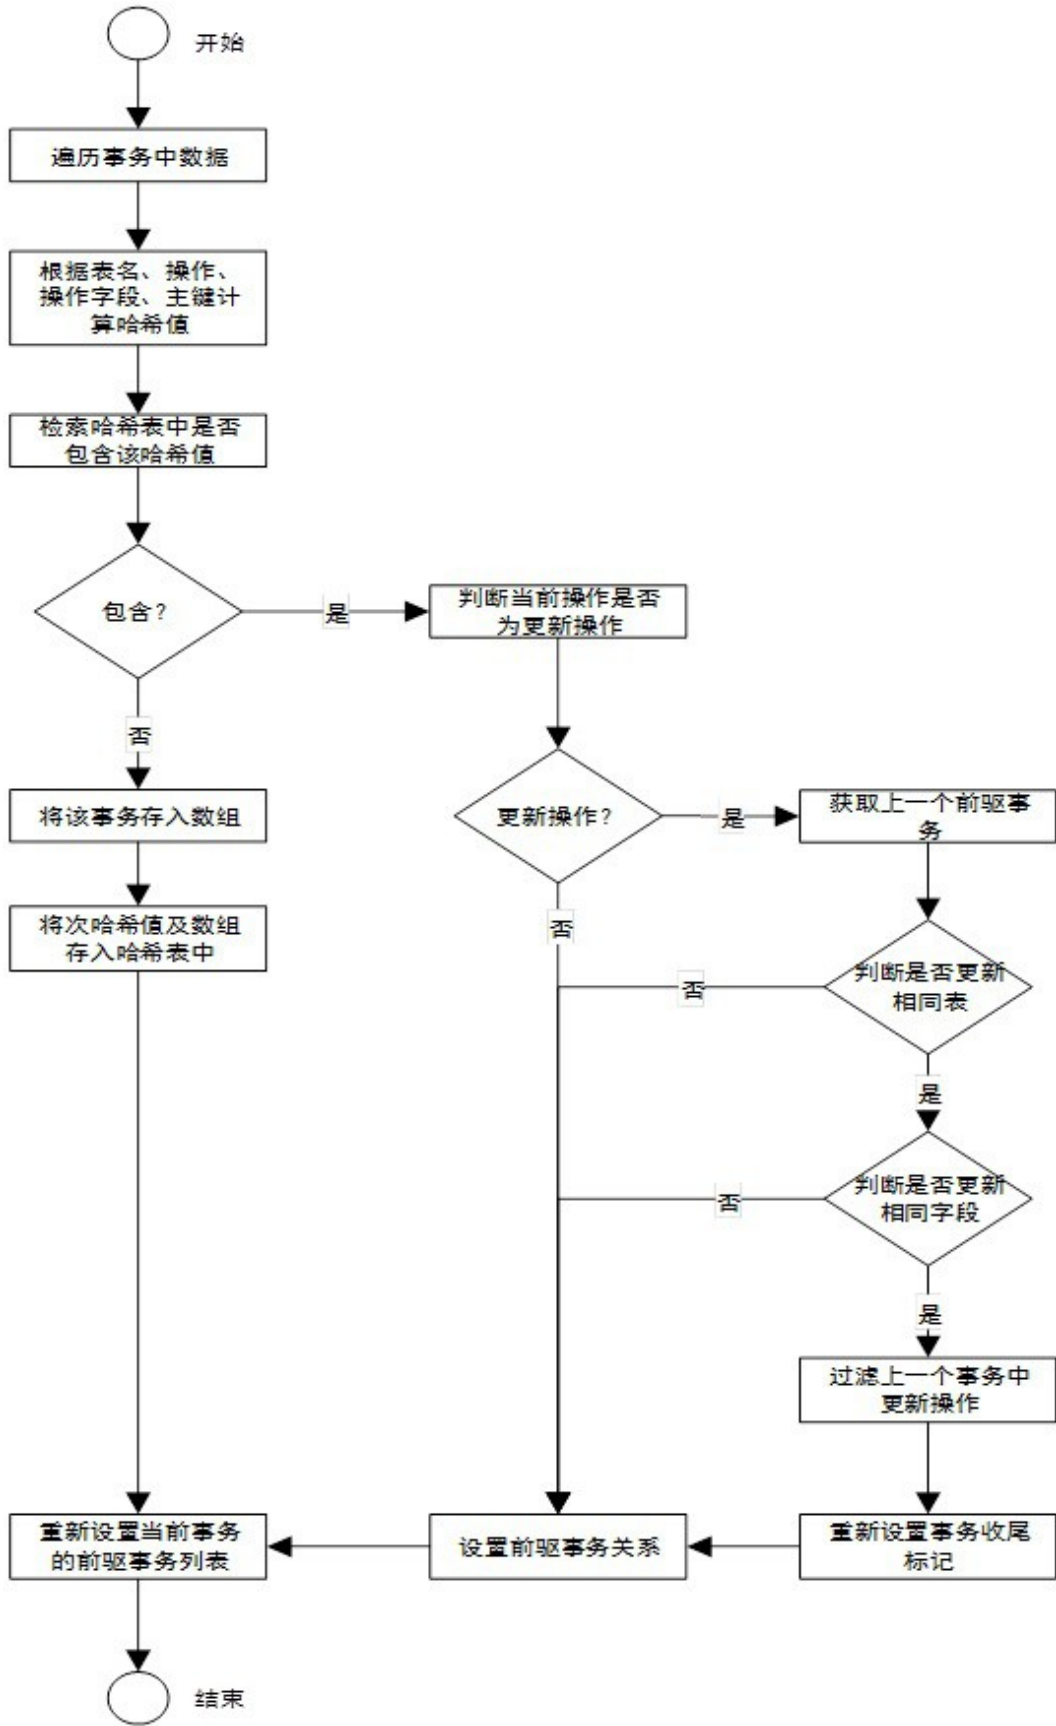 开始
遍历事务中数据
根据表名、操作、
操作字段、主键计
算哈希值
检索哈希表中是否
包含该哈希值
包含？
是
判断当前操作是否
为更新操作
否
将该事务存入数组
更新操作？
是
获取上一个前驱事
务
将次哈希值及数组
存入哈希表中
否
判断是否更新
相同表
否
是
判断是否更新
相同字段
否
是
过滤上一个事务中
更新操作
重新设置当前事务
的前驱事务列表
设置前驱事务关系
重新设置事务收尾
标记
结束